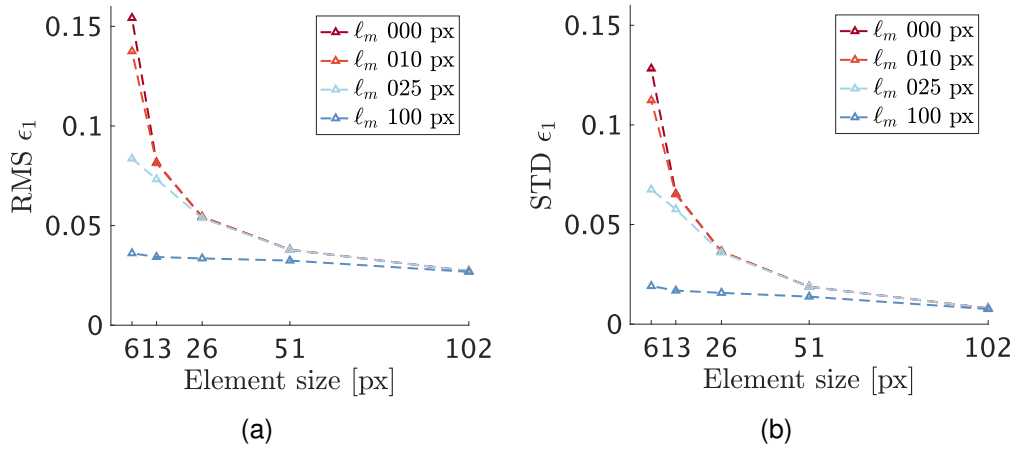 0.15
0.1
0.05
0
RMS ϵ₁
ℓₘ 000 px
ℓₘ 010 px
ℓₘ 025 px
ℓₘ 100 px
6 13 26 51 102
Element size [px]
(a)
0.15
0.1
0.05
0
STD ϵ₁
ℓₘ 000 px
ℓₘ 010 px
ℓₘ 025 px
ℓₘ 100 px
6 13 26 51 102
Element size [px]
(b)